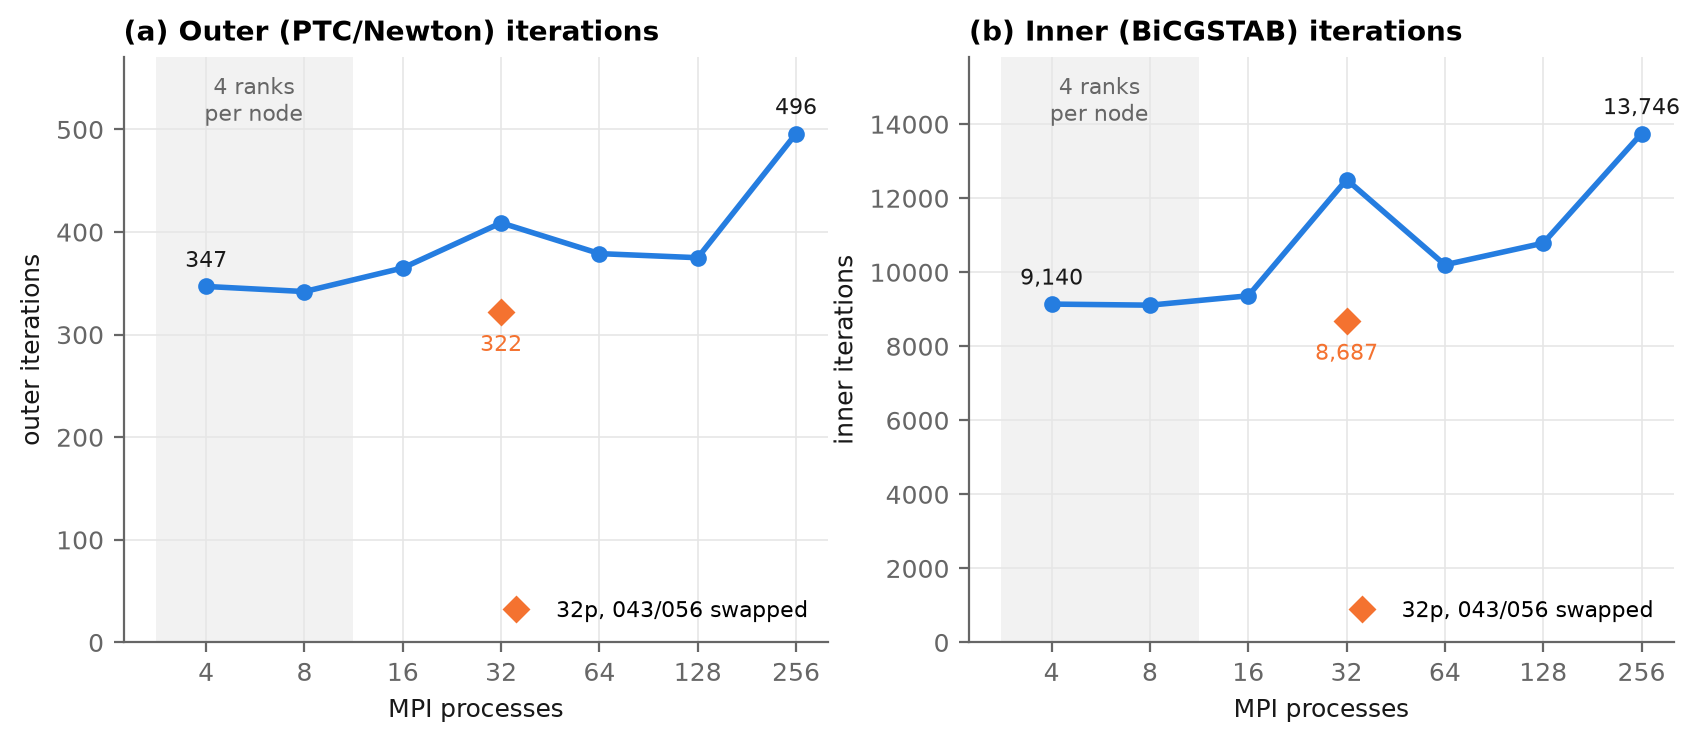 (a) Outer (PTC/Newton) iterations
4 ranks
per node
496
347
322
32p, 043/056 swapped
outer iterations
500
400
300
200
100
0
4
8
16
32
64
128
256
MPI processes
(b) Inner (BiCGSTAB) iterations
4 ranks
per node
13,746
9,140
8,687
32p, 043/056 swapped
inner iterations
14000
12000
10000
8000
6000
4000
2000
0
4
8
16
32
64
128
256
MPI processes